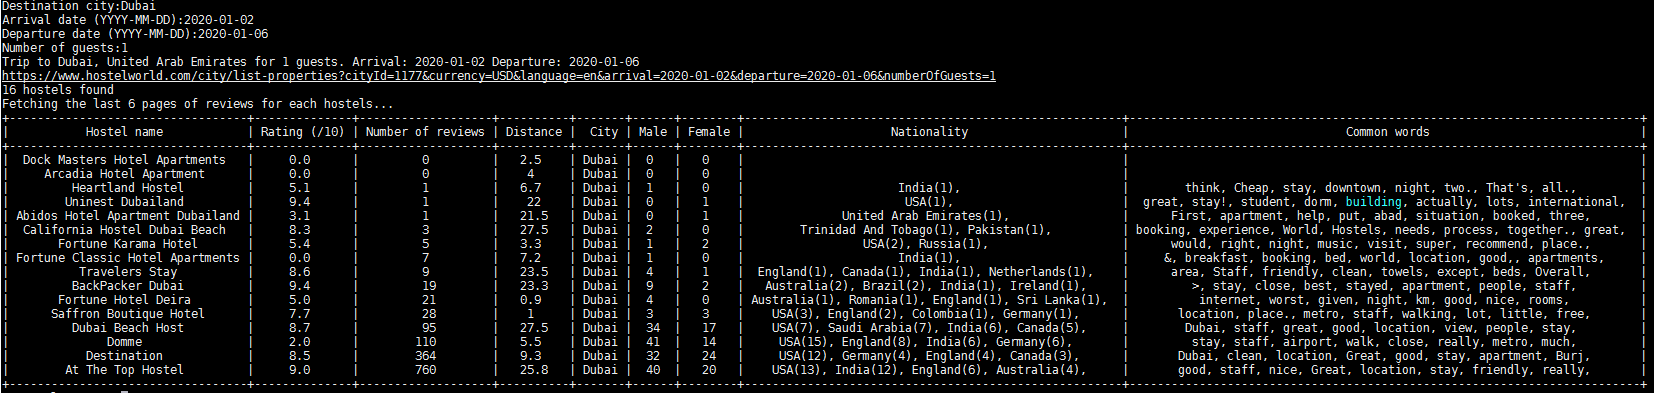 Destination city:Dubai
Arrival date (YYYY-MM-DD):2020-01-02
Departure date (YYYY-MM-DD):2020-01-06
Number of guests:1
Trip to Dubai, United Arab Emirates for 1 guests. Arrival: 2020-01-02 Departure: 2020-01-06
https://www.hostelworld.com/city/list-properties?cityId=1177&currency=USD&language=en&arrival=2020-01-02&departure=2020-01-06&numberOfGuests=1
16 hostels found
Fetching the last 6 pages of reviews for each hostels...
| Hostel name | Rating (/10) | Number of reviews | Distance | City | Male | Female | Nationality | Common words |
| Dock Masters Hotel Apartments | 0.0 | 0 | 2.5 | Dubai | 0 | 0 | | |
| Arcadia Hotel Apartment | 0.0 | 0 | 4 | Dubai | 0 | 0 | | |
| Heartland Hostel | 5.1 | 1 | 6.7 | Dubai | 1 | 0 | India(1), | think, Cheap, stay, downtown, night, two., That's, all., |
| Uninest Dubailand | 9.4 | 1 | 22 | Dubai | 0 | 1 | USA(1), | great, stay!, student, dorm, building, actually, lots, international, |
| Abidos Hotel Apartment Dubailand | 3.1 | 1 | 21.5 | Dubai | 0 | 1 | United Arab Emirates(1), | First, apartment, help, put, abad, situation, booked, three, |
| California Hostel Dubai Beach | 8.3 | 3 | 27.5 | Dubai | 2 | 0 | Trinidad And Tobago(1), Pakistan(1), | booking, experience, World, Hostels, needs, process, together., great, |
| Fortune Karama Hotel | 5.4 | 5 | 3.3 | Dubai | 1 | 2 | USA(2), Russia(1), | would, right, night, music, visit, super, recommend, place., |
| Fortune Classic Hotel Apartments | 0.0 | 7 | 7.2 | Dubai | 1 | 0 | India(1), | &, breakfast, booking, bed, world, location, good,, apartments, |
| Travelers Stay | 8.6 | 9 | 23.5 | Dubai | 4 | 1 | England(1), Canada(1), India(1), Netherlands(1), | area, Staff, friendly, clean, towels, except, beds, Overall, |
| BackPacker Dubai | 9.4 | 19 | 23.3 | Dubai | 9 | 2 | Australia(2), Brazil(2), India(1), Ireland(1), | >, stay, close, best, stayed, apartment, people, staff, |
| Fortune Hotel Deira | 5.0 | 21 | 0.9 | Dubai | 4 | 0 | Australia(1), Romania(1), England(1), Sri Lanka(1), | internet, worst, given, night, km, good, nice, rooms, |
| Saffron Boutique Hotel | 7.7 | 28 | 1 | Dubai | 3 | 3 | USA(3), England(2), Colombia(1), Germany(1), | location, place., metro, staff, walking, lot, little, free, |
| Dubai Beach Host | 8.7 | 95 | 27.5 | Dubai | 34 | 17 | USA(7), Saudi Arabia(7), India(6), Canada(5), | Dubai, staff, great, good, location, view, people, stay, |
| Domme | 2.0 | 110 | 5.5 | Dubai | 41 | 14 | USA(15), England(8), India(6), Germany(6), | stay, staff, airport, walk, close, really, metro, much, |
| Destination | 8.5 | 364 | 9.3 | Dubai | 32 | 24 | USA(12), Germany(4), England(4), Canada(3), | Dubai, clean, location, Great, good, stay, apartment, Burj, |
| At The Top Hostel | 9.0 | 760 | 25.8 | Dubai | 40 | 20 | USA(13), India(12), England(6), Australia(4), | good, staff, nice, Great, location, stay, friendly, really, |